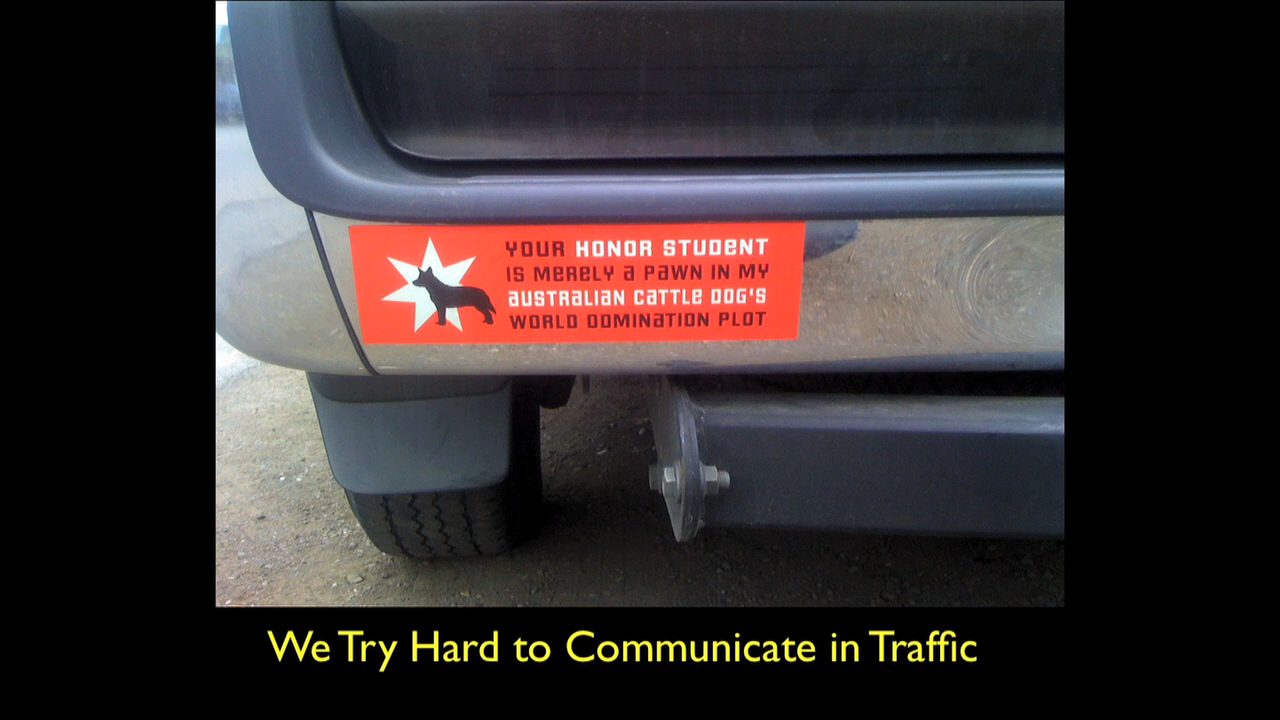 YOUR HONOR STUDENT
IS MERELY A PAWN IN MY
AUSTRALIAN CATTLE DOG'S
WORLD DOMINATION PLOT
We Try Hard to Communicate in Traffic